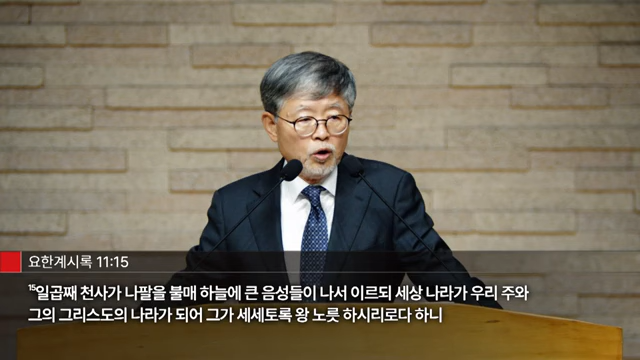 요한계시록 11:15
15일곱째 천사가 나팔을 불매 하늘에 큰 음성들이 나서 이르되 세상 나라가 우리 주와
그의 그리스도의 나라가 되어 그가 세세토록 왕 노릇 하시리로다 하니